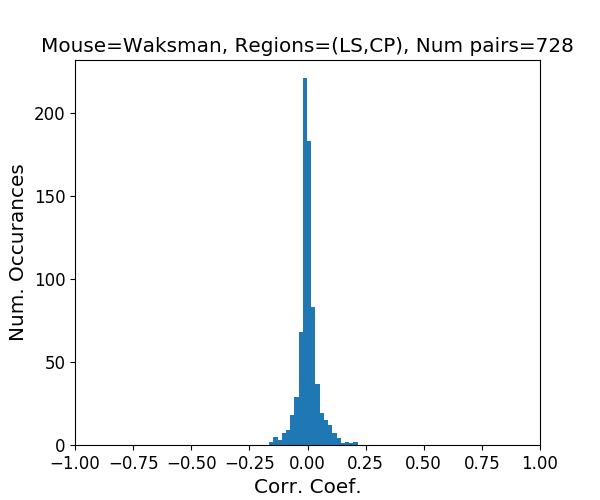 Mouse=Waksman, Regions=(LS,CP), Num pairs=728
Num. Occurances
200
150
100
50
0
−1.00 −0.75 −0.50 −0.25 0.00 0.25 0.50 0.75 1.00
Corr. Coef.